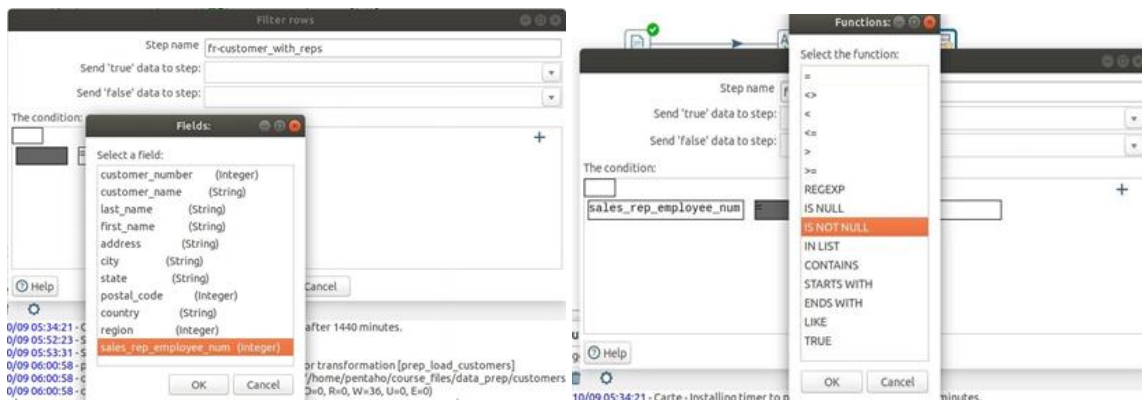 Filter rows
Step name fr-customer_with_reps
Send 'true' data to step:
Send 'false' data to step:
The condition:
=
+
Fields:
Select a field:
customer_number (Integer)
customer_name (String)
last_name (String)
first_name (String)
address (String)
city (String)
state (String)
postal_code (Integer)
country (String)
region (Integer)
sales_rep_employee_num (Integer)
OK Cancel
Help
Cancel
0/09 05:34:21 - C after 1440 minutes.
0/09 05:52:23 - S
0/09 05:53:31 - S
0/09 06:00:58 - p or transformation [prep_load_customers]
0/09 06:00:58 - c /home/pentaho/course_files/data_prep/customers
0/09 06:00:58 - c O=0, R=0, W=36, U=0, E=0)
Functions:
Select the function:
=
<>
<
<=
>
>=
REGEXP
IS NULL
IS NOT NULL
IN LIST
CONTAINS
STARTS WITH
ENDS WITH
LIKE
TRUE
OK Cancel
Step name f
Send 'true' data to step:
Send 'false' data to step:
The condition:
+
sales_rep_employee_num =
Help
10/09 05:34:21 - Carte - Installing timer to p minutes.